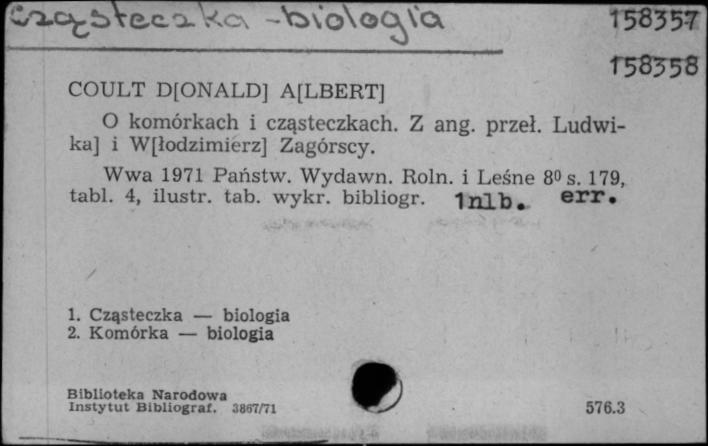 cząsteczka - biologia
158357
158358
COULT D[ONALD] A[LBERT]
O komórkach i cząsteczkach. Z ang. przeł. Ludwi-
ka] i W[łodzimierz] Zagórscy.
Wwa 1971 Państw. Wydawn. Roln. i Leśne 8⁰ s. 179,
tabl. 4, ilustr. tab. wykr. bibliogr. 1nlb. err.
1. Cząsteczka — biologia
2. Komórka — biologia
Biblioteka Narodowa
Instytut Bibliograf. 3867/71
576.3